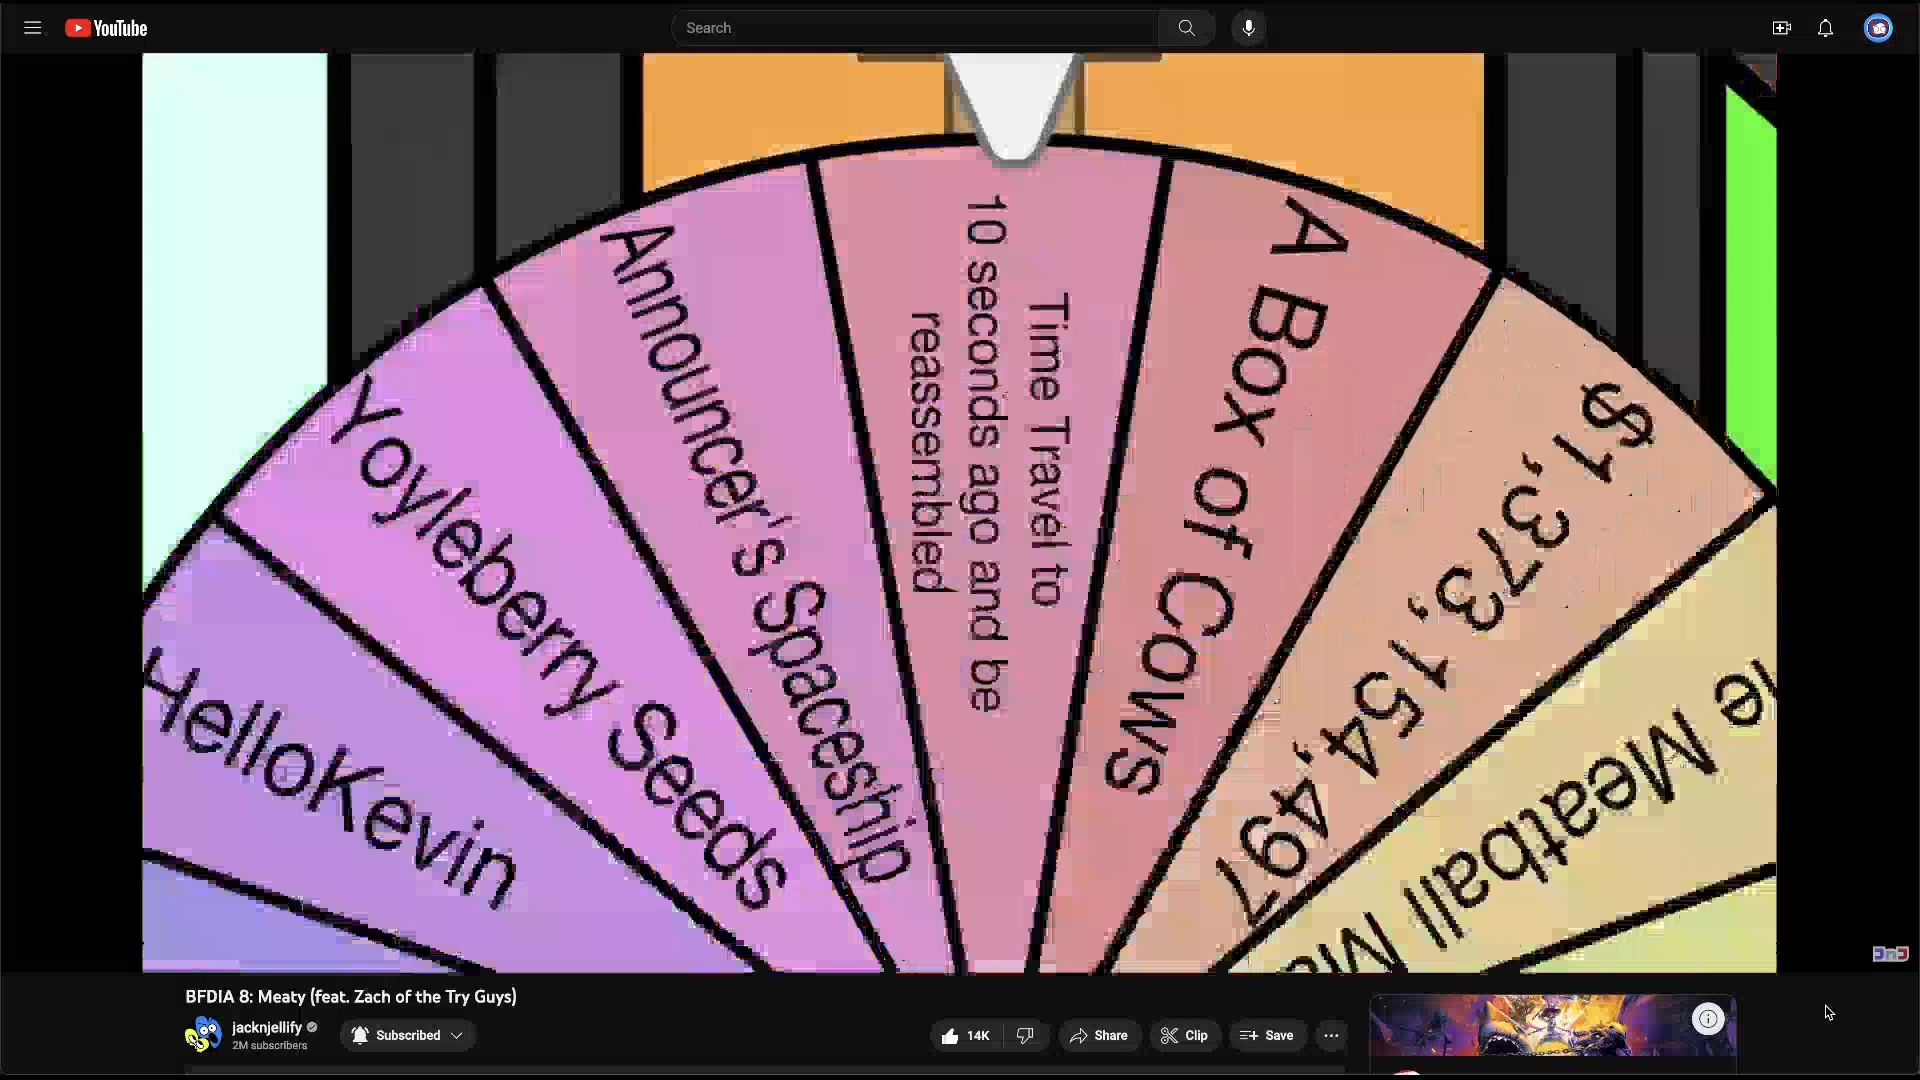 YouTube
Search
HelloKevin
Yoyleberry Seeds
Announcer's Spaceship
Time Travel to
10 seconds ago and be
reassembled
A Box of Cows
$1,373,154,497
Meatball
BFDIA 8: Meaty (feat. Zach of the Try Guys)
jacknjellify
2M subscribers
Subscribed
14K
Share
Clip
Save